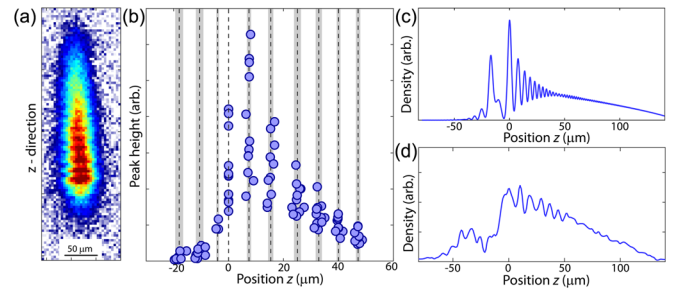 (a)
z - direction
50 μm
(b)
Peak height (arb.)
-20
0
20
40
60
Position z (μm)
(c)
Density (arb.)
-50
0
50
100
Position z (μm)
(d)
Density (arb.)
-50
0
50
100
Position z (μm)